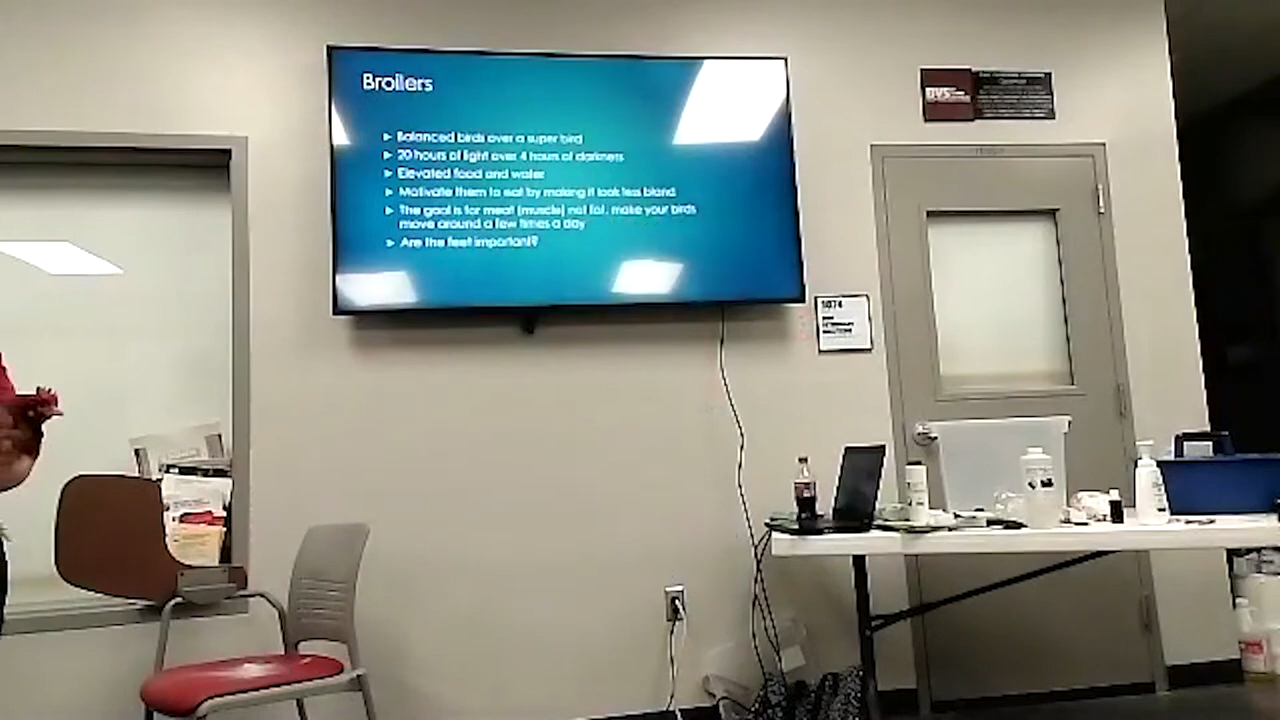 Broilers
Balanced birds over a super bird
20 hours of light over 4 hours of darkness
Elevated food and water
Motivate them to eat by making it look less bland
The goal is for meat (muscle) not fat, make your birds
move around a few times a day
Are the feet important?
1074